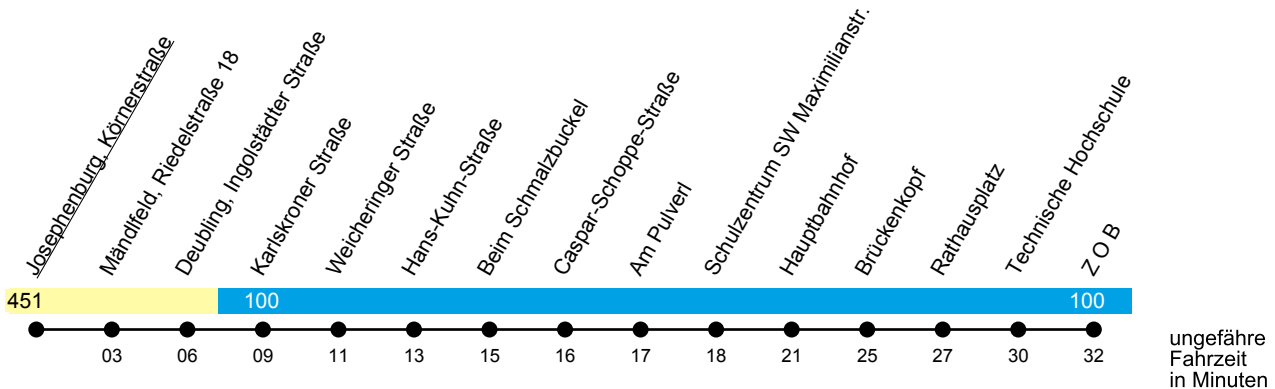 Josephenburg, Körnerstraße
Mändlfeld, Riedelstraße 18
Deubling, Ingolstädter Straße
Karlskroner Straße
Weicheringer Straße
Hans-Kuhn-Straße
Beim Schmalzbuckel
Caspar-Schoppe-Straße
Am Pulverl
Schulzentrum SW Maximilianstr.
Hauptbahnhof
Brückenkopf
Rathausplatz
Technische Hochschule
Z O B
451 100 100
03 06 09 11 13 15 16 17 18 21 25 27 30 32
ungefähre
Fahrzeit
in Minuten